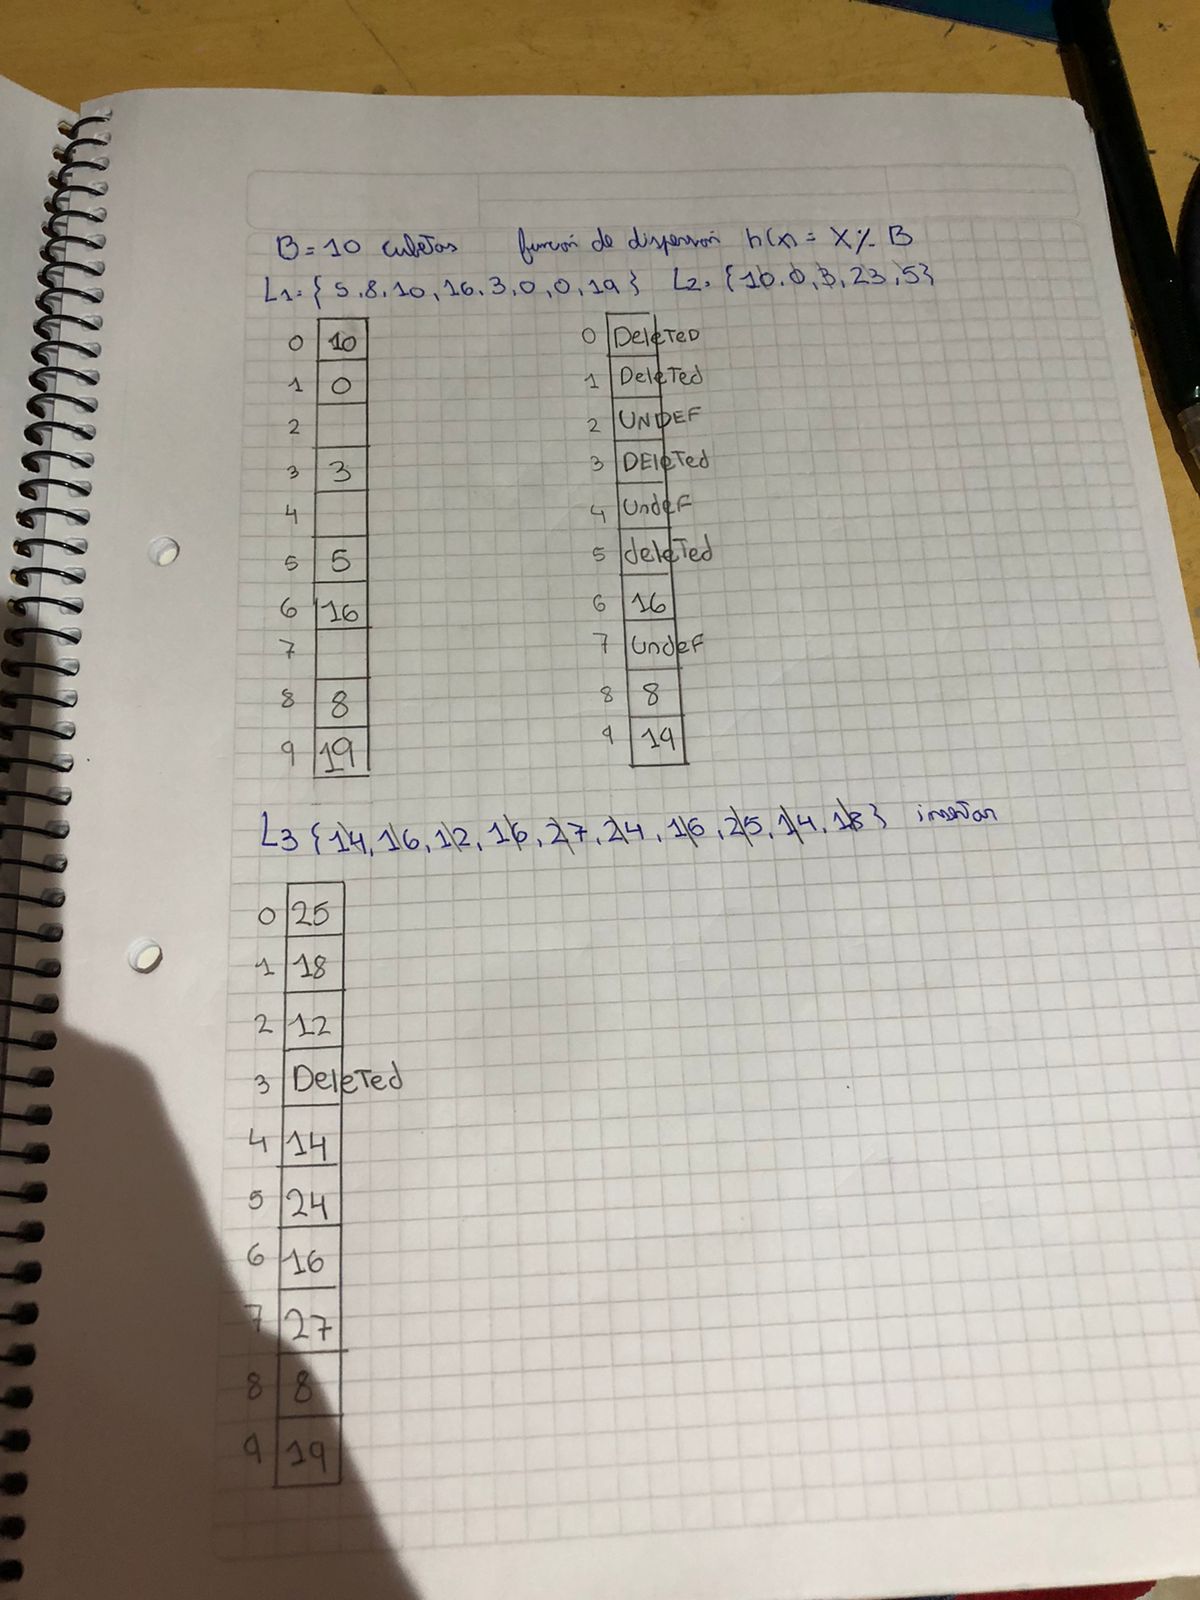 B = 10 cubetas función de dispersión h(x) = X % B
L1 = { 5, 8, 10, 16, 3, 0, 0, 19 } L2 = { 10, 0, 3, 23, 5 }
0 10
1 0
2
3 3
4
5 5
6 16
7
8 8
9 19
0 Deleted
1 Deleted
2 UNDEF
3 DEleTed
4 UndeF
5 deleTed
6 16
7 UndeF
8 8
9 19
L3 { 14, 16, 12, 16, 27, 24, 16, 25, 14, 18 } insertar
0 25
1 18
2 12
3 DeleTed
4 14
5 24
6 16
7 27
8 8
9 19